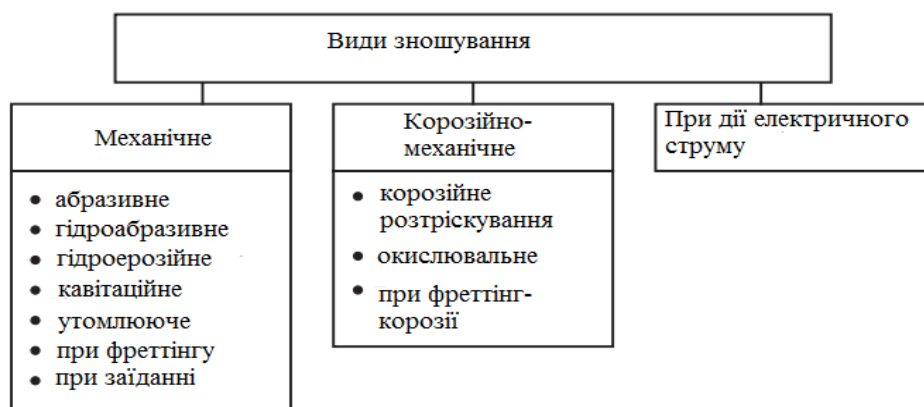 Види зношування
Механічне
• абразивне
• гідроабразивне
• гідроерозійне
• кавітаційне
• утомлююче
• при фреттінгу
• при заїданні
Корозійно-
механічне
• корозійне
розтріскування
• окислювальне
• при фреттінг-
корозії
При дії електричного
струму